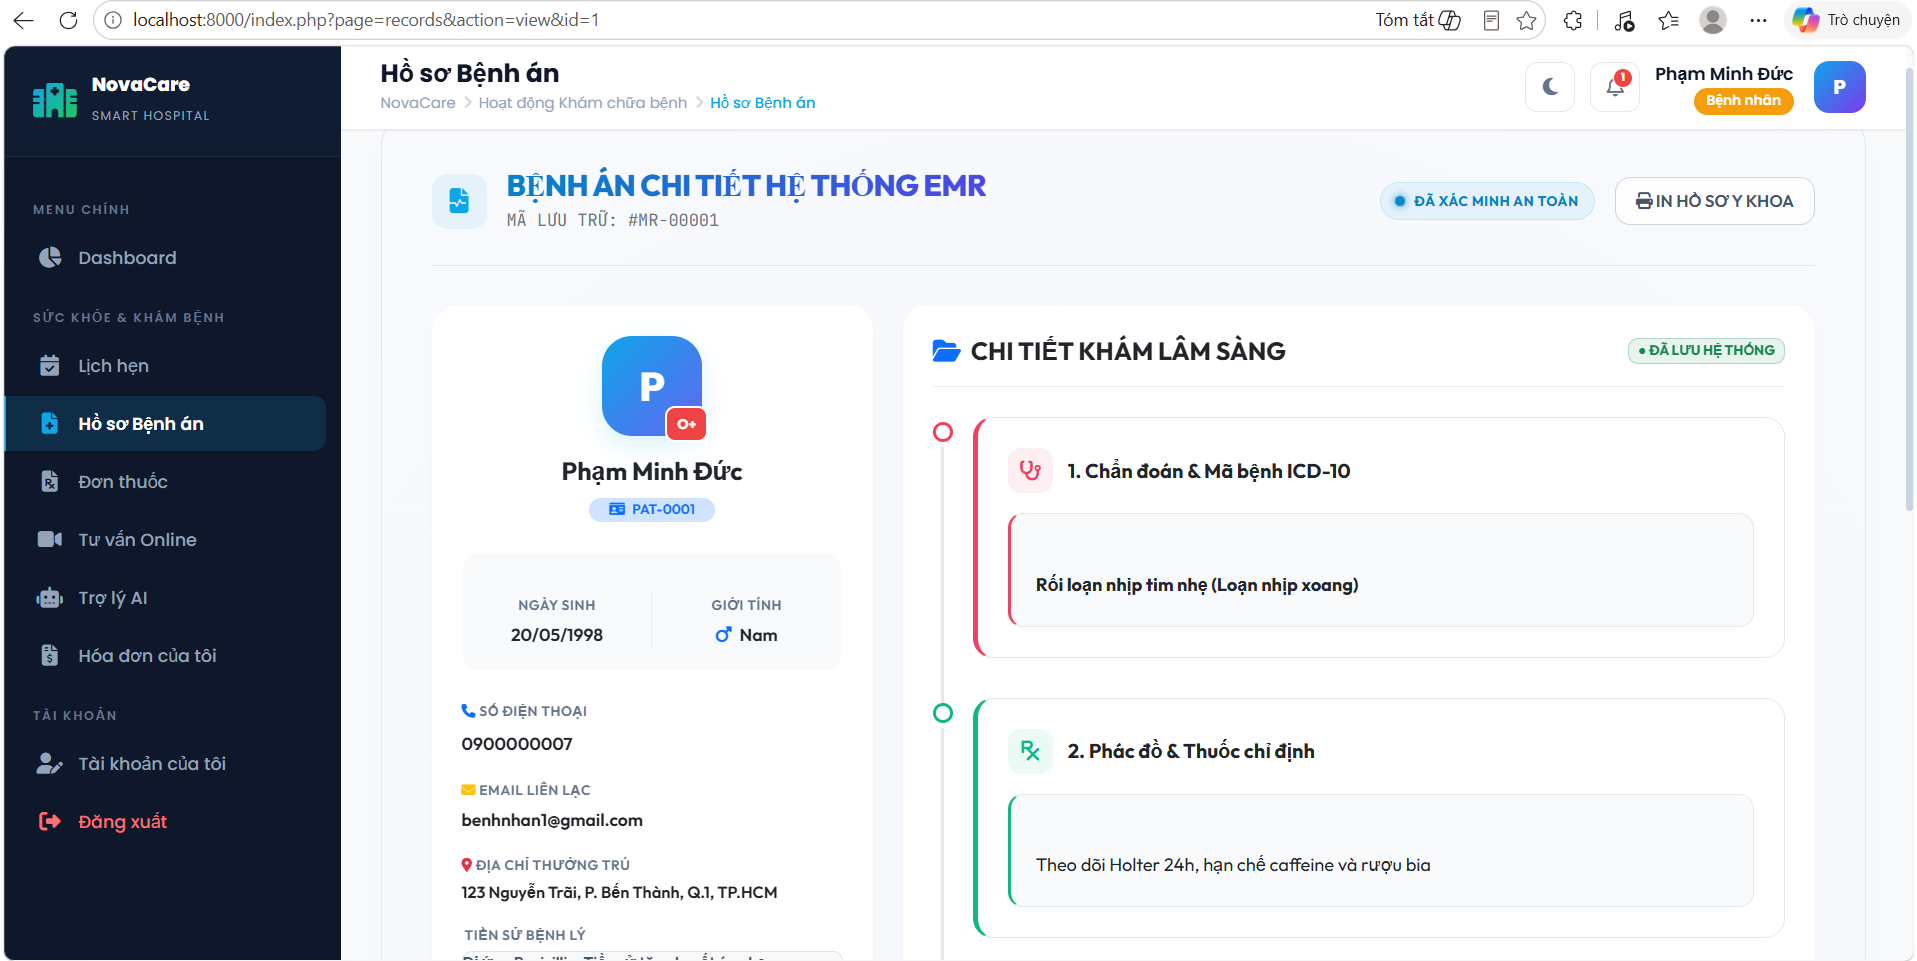 localhost:8000/index.php?page=records&action=view&id=1
Tóm tắt
Trò chuyện
NovaCare
SMART HOSPITAL
MENU CHÍNH
Dashboard
SỨC KHỎE & KHÁM BỆNH
Lịch hẹn
Hồ sơ Bệnh án
Đơn thuốc
Tư vấn Online
Trợ lý AI
Hóa đơn của tôi
TÀI KHOẢN
Tài khoản của tôi
Đăng xuất
Hồ sơ Bệnh án
NovaCare > Hoạt động Khám chữa bệnh > Hồ sơ Bệnh án
1
Phạm Minh Đức
Bệnh nhân
P
BỆNH ÁN CHI TIẾT HỆ THỐNG EMR
MÃ LƯU TRỮ: #MR-00001
ĐÃ XÁC MINH AN TOÀN
IN HỒ SƠ Y KHOA
P
O+
Phạm Minh Đức
PAT-0001
NGÀY SINH
20/05/1998
GIỚI TÍNH
Nam
SỐ ĐIỆN THOẠI
0900000007
EMAIL LIÊN LẠC
benhnhan1@gmail.com
ĐỊA CHỈ THƯỜNG TRÚ
123 Nguyễn Trãi, P. Bến Thành, Q.1, TP.HCM
TIỀN SỬ BỆNH LÝ
CHI TIẾT KHÁM LÂM SÀNG
ĐÃ LƯU HỆ THỐNG
1. Chẩn đoán & Mã bệnh ICD-10
Rối loạn nhịp tim nhẹ (Loạn nhịp xoang)
2. Phác đồ & Thuốc chỉ định
Theo dõi Holter 24h, hạn chế caffeine và rượu bia